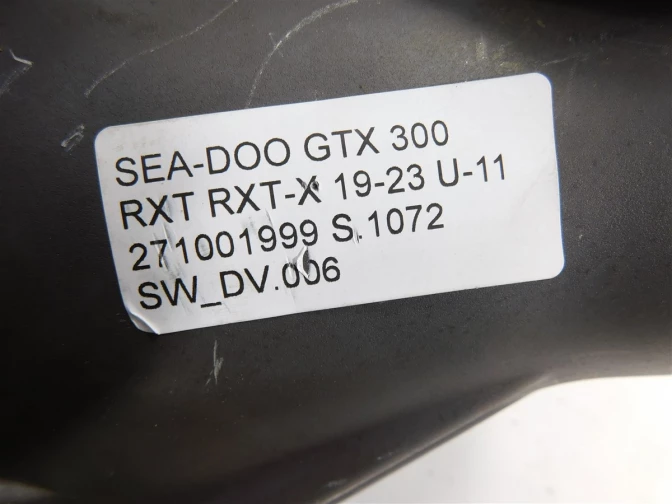 SEA-DOO GTX 300
RXT RXT-X 19-23 U-11
271001999 S.1072
SW_DV.006